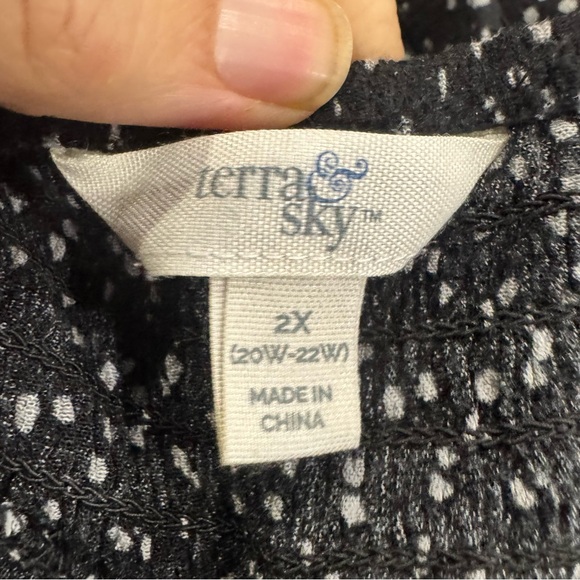 terra &
sky™
2X
(20W-22W)
MADE IN
CHINA